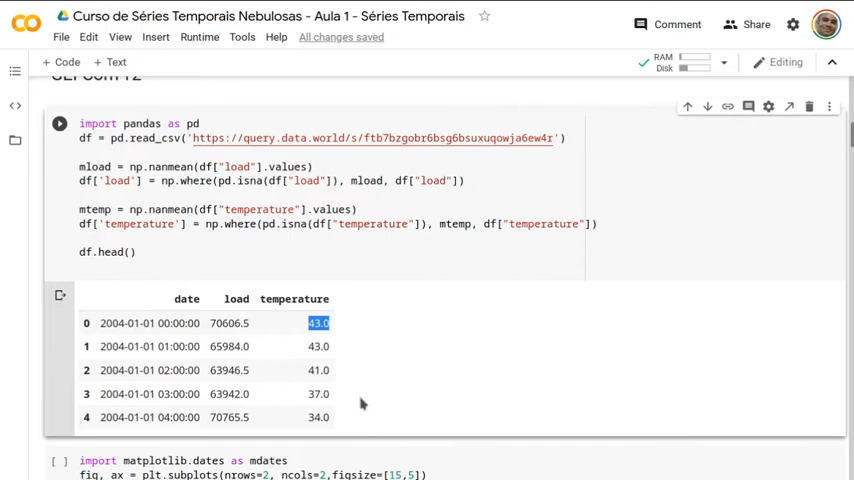 Curso de Séries Temporais Nebulosas - Aula 1 - Séries Temporais
Comment
Share
File Edit View Insert Runtime Tools Help All changes saved
+ Code + Text
RAM
Disk
Editing
import pandas as pd
df = pd.read_csv('https://query.data.world/s/ftb7bzgobr6bsg6bsuxuqowja6ew4r')
mload = np.nanmean(df["load"].values)
df['load'] = np.where(pd.isna(df["load"]), mload, df["load"])
mtemp = np.nanmean(df["temperature"].values)
df['temperature'] = np.where(pd.isna(df["temperature"]), mtemp, df["temperature"])
df.head()
date load temperature
0 2004-01-01 00:00:00 70606.5 43.0
1 2004-01-01 01:00:00 65984.0 43.0
2 2004-01-01 02:00:00 63946.5 41.0
3 2004-01-01 03:00:00 63942.0 37.0
4 2004-01-01 04:00:00 70765.5 34.0
[ ] import matplotlib.dates as mdates
fig, ax = plt.subplots(nrows=2, ncols=2,figsize=[15,5])